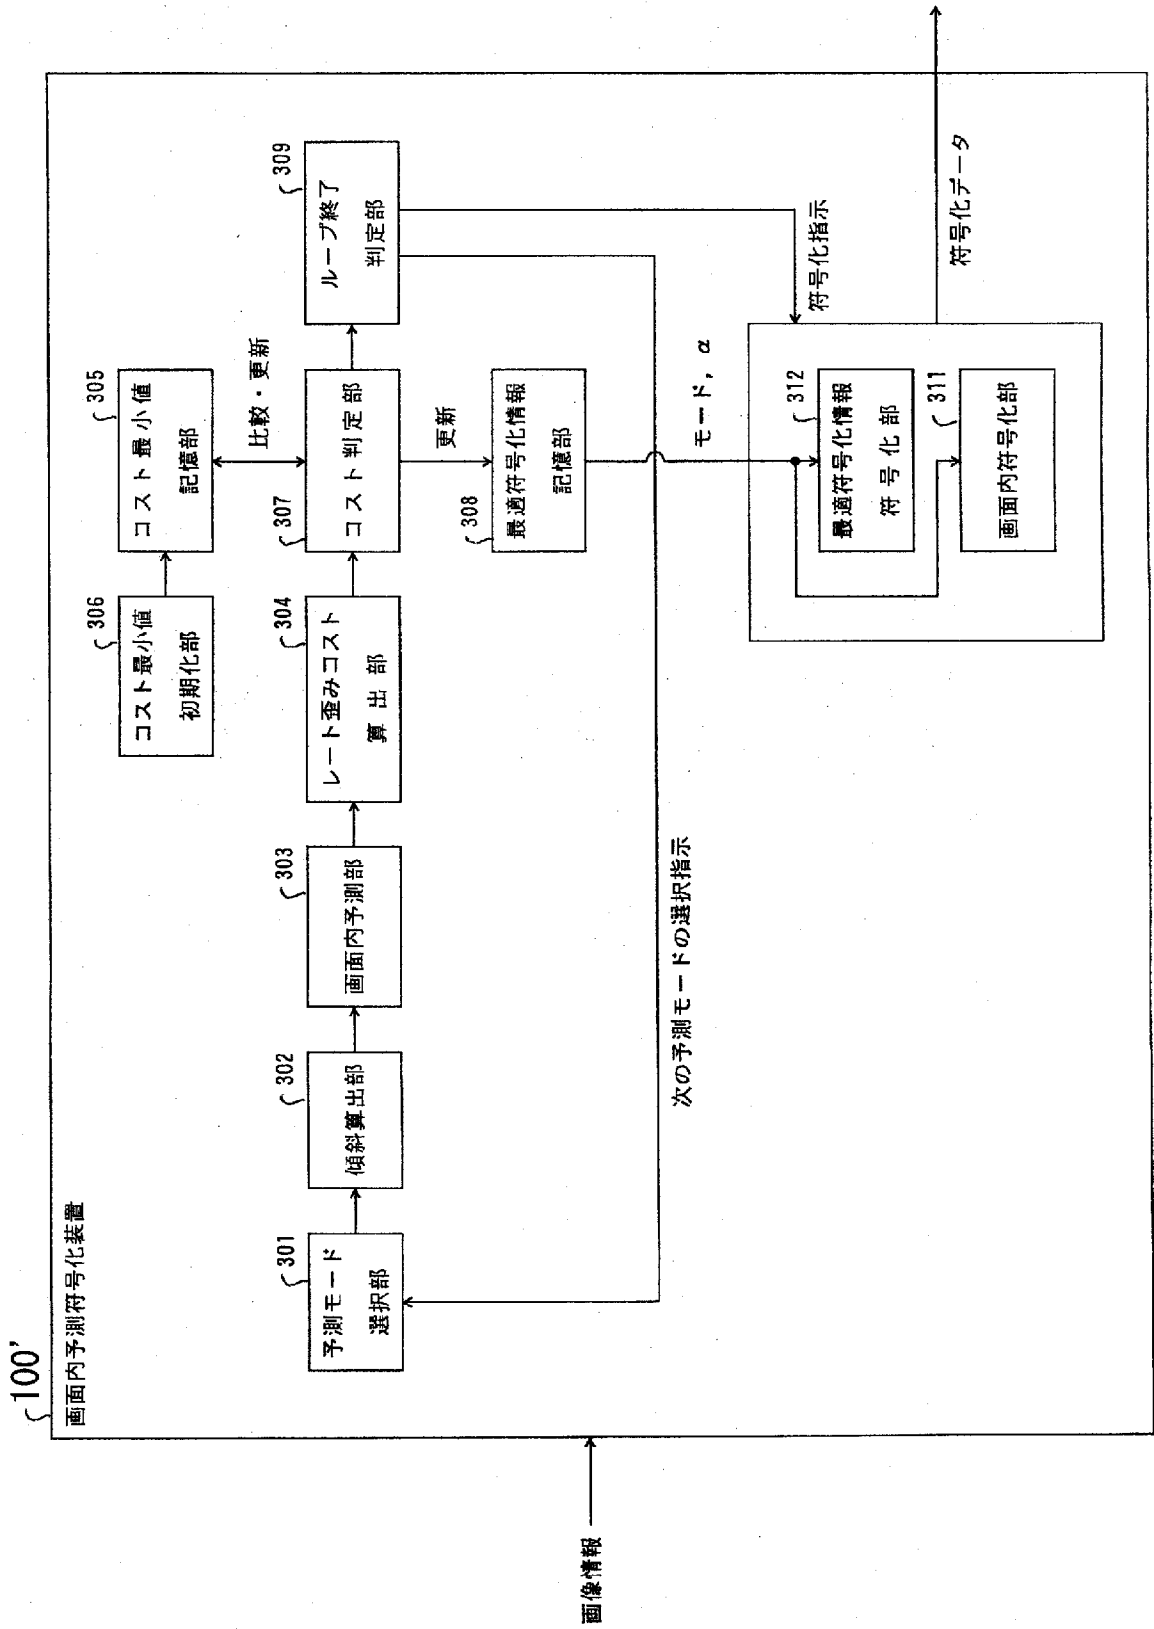 100'
画面内予測符号化装置
306
コスト最小値
初期化部
305
コスト最小値
記憶部
比較・更新
301
予測モード
選択部
302
傾斜算出部
303
画面内予測部
304
レート歪みコスト
算出部
307
コスト判定部
309
ループ終了
判定部
更新
308
最適符号化情報
記憶部
次の予測モードの選択指示
モード, α
符号化指示
312
最適符号化情報
符号化部
311
画面内符号化部
画像情報
符号化データ